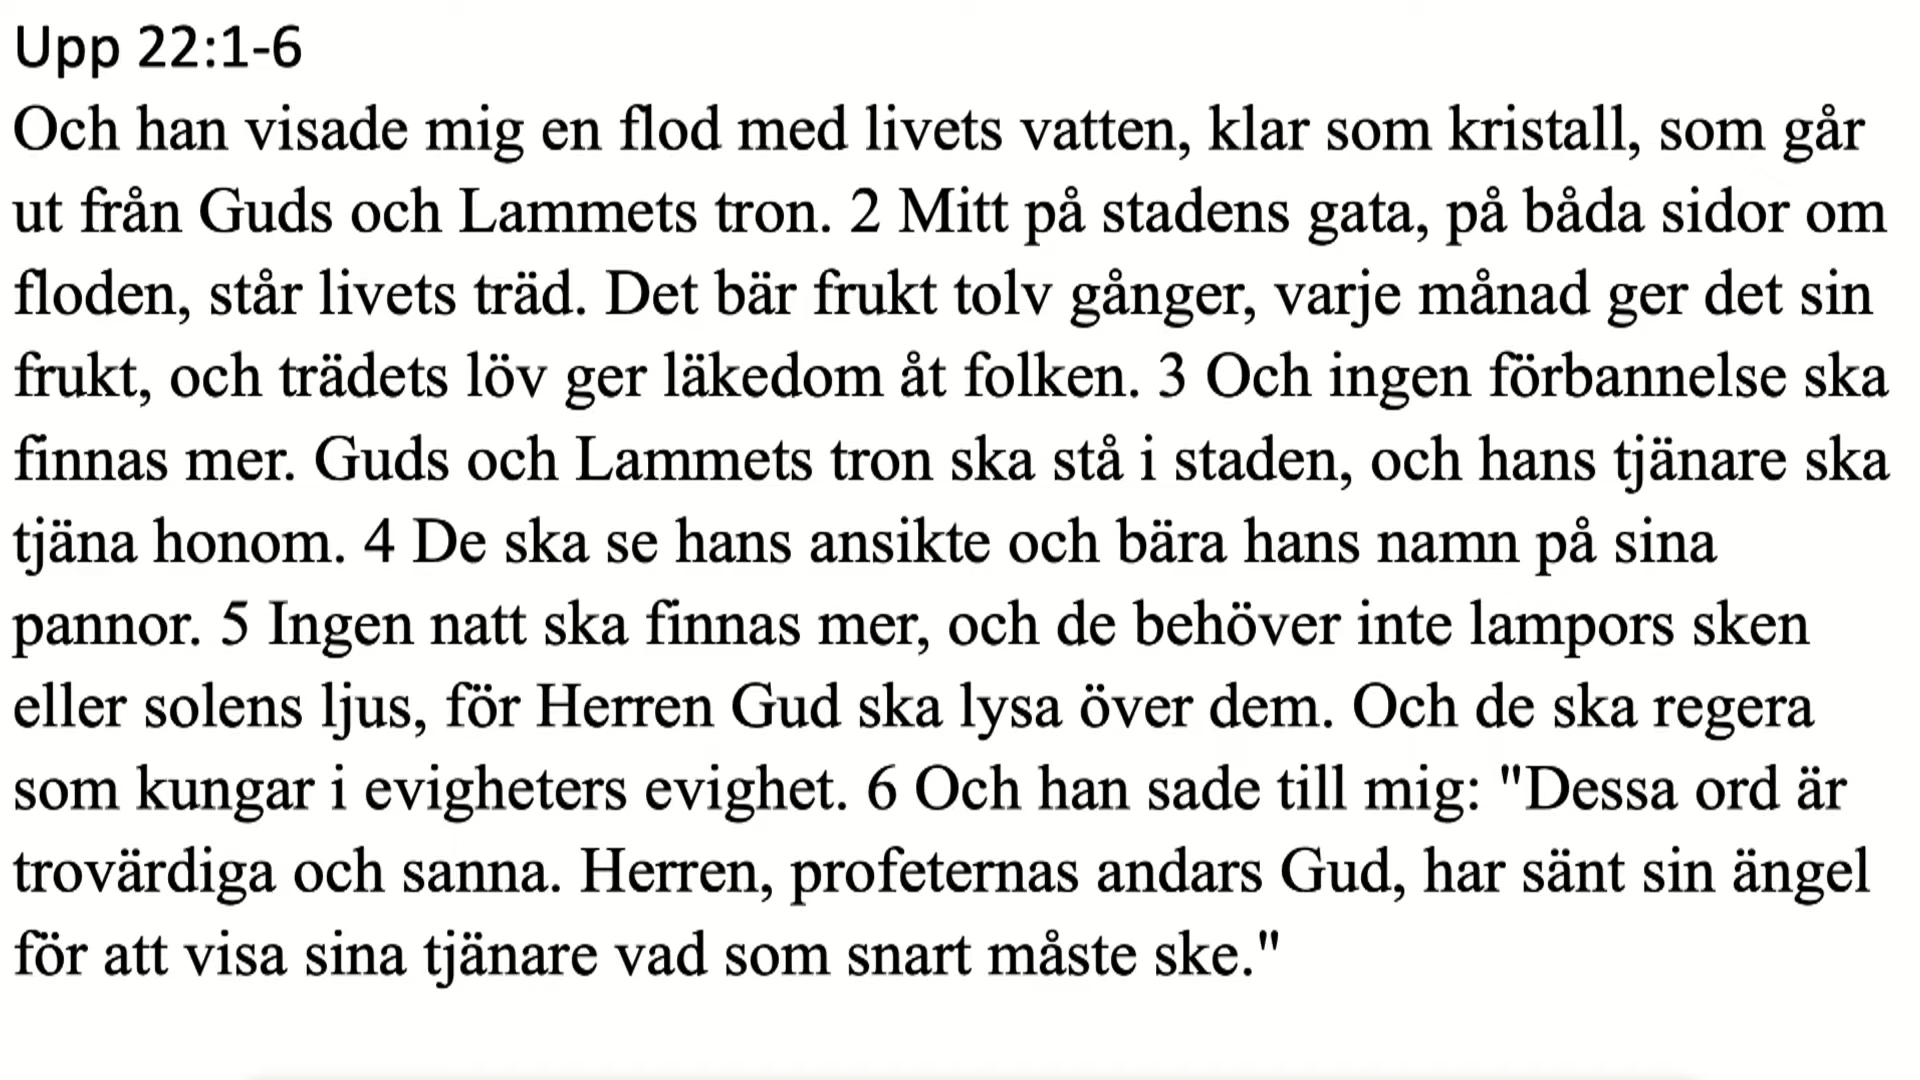 Upp 22:1-6
Och han visade mig en flod med livets vatten, klar som kristall, som går
ut från Guds och Lammets tron. 2 Mitt på stadens gata, på båda sidor om
floden, står livets träd. Det bär frukt tolv gånger, varje månad ger det sin
frukt, och trädets löv ger läkedom åt folken. 3 Och ingen förbannelse ska
finnas mer. Guds och Lammets tron ska stå i staden, och hans tjänare ska
tjäna honom. 4 De ska se hans ansikte och bära hans namn på sina
pannor. 5 Ingen natt ska finnas mer, och de behöver inte lampors sken
eller solens ljus, för Herren Gud ska lysa över dem. Och de ska regera
som kungar i evigheters evighet. 6 Och han sade till mig: "Dessa ord är
trovärdiga och sanna. Herren, profeternas andars Gud, har sänt sin ängel
för att visa sina tjänare vad som snart måste ske."